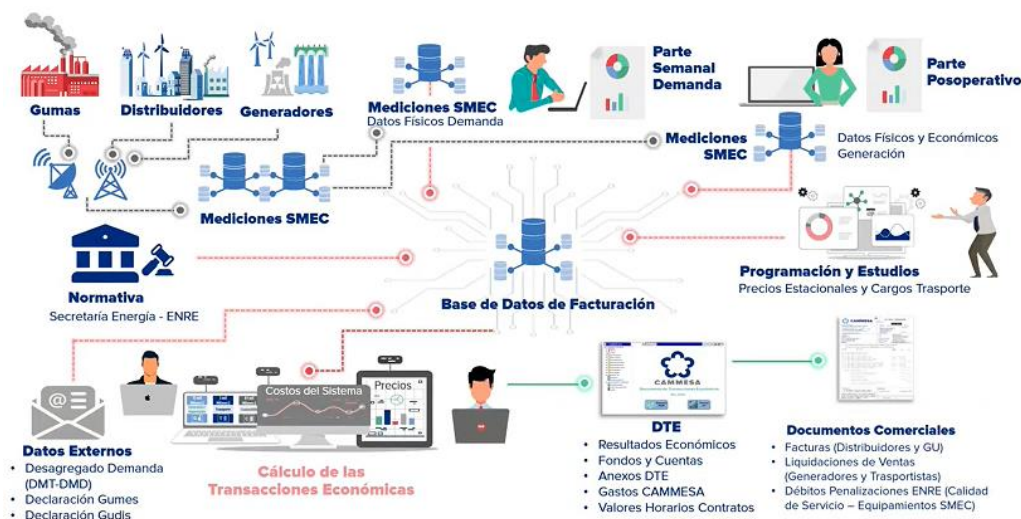 Gumas
Distribuidores
Generadores
Mediciones SMEC
Datos Físicos Demanda
Parte
Semanal
Demanda
Parte
Posoperativo
Mediciones
SMEC
Datos Físicos y Económicos
Generación
Mediciones SMEC
Normativa
Secretaría Energía - ENRE
Base de Datos de Facturación
Programación y Estudios
Precios Estacionales y Cargos Trasporte
Datos Externos
• Desagregado Demanda
(DMT-DMD)
• Declaración Gumes
• Declaración Gudis
Costos del Sistema
Precios
Cálculo de las
Transacciones Económicas
CAMMESA
DTE
• Resultados Económicos
• Fondos y Cuentas
• Anexos DTE
• Gastos CAMMESA
• Valores Horarios Contratos
CAMMESA
Documentos Comerciales
• Facturas (Distribuidores y GU)
• Liquidaciones de Ventas
(Generadores y Trasportistas)
• Débitos Penalizaciones ENRE (Calidad
de Servicio – Equipamientos SMEC)